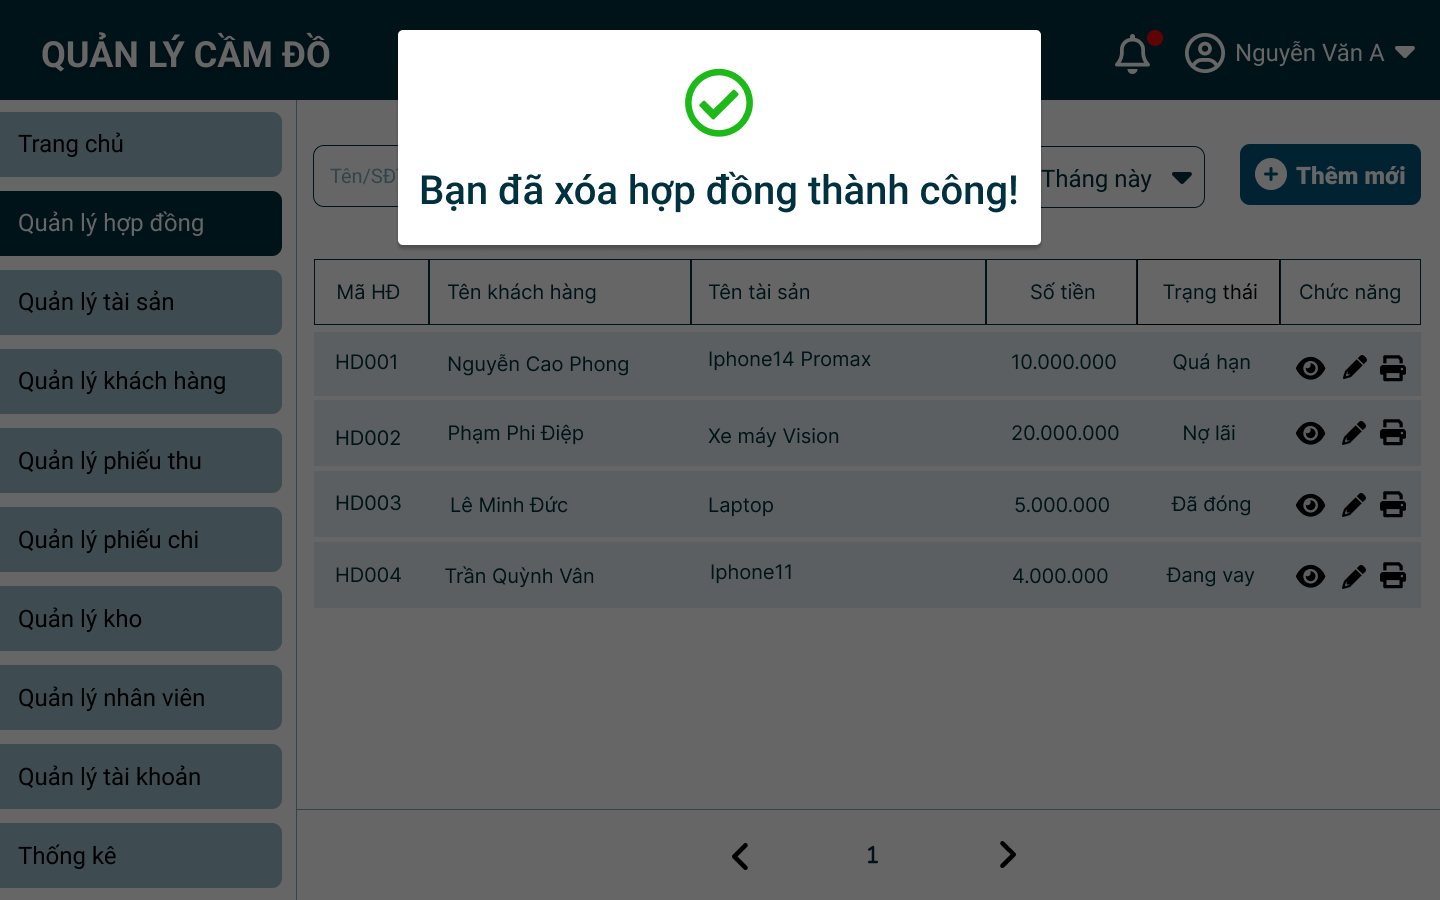 QUẢN LÝ CẦM ĐỒ
Nguyễn Văn A
Bạn đã xóa hợp đồng thành công!
Trang chủ
Quản lý hợp đồng
Quản lý tài sản
Quản lý khách hàng
Quản lý phiếu thu
Quản lý phiếu chi
Quản lý kho
Quản lý nhân viên
Quản lý tài khoản
Thống kê
Tháng này
Thêm mới
Mã HĐ Tên khách hàng Tên tài sản Số tiền Trạng thái Chức năng
HD001 Nguyễn Cao Phong Iphone14 Promax 10.000.000 Quá hạn
HD002 Phạm Phi Điệp Xe máy Vision 20.000.000 Nợ lãi
HD003 Lê Minh Đức Laptop 5.000.000 Đã đóng
HD004 Trần Quỳnh Vân Iphone11 4.000.000 Đang vay
1